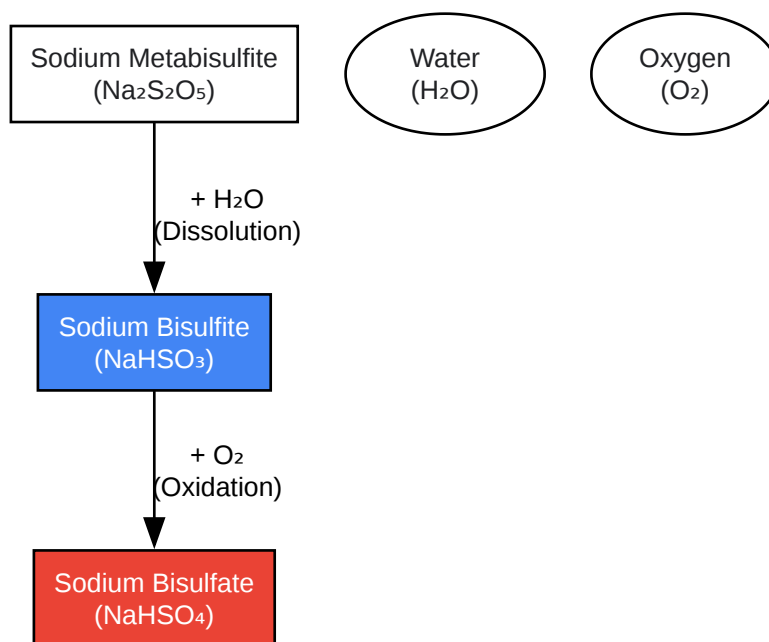 Sodium Metabisulfite
(Na₂S₂O₅)
Water
(H₂O)
Oxygen
(O₂)
+ H₂O
(Dissolution)
Sodium Bisulfite
(NaHSO₃)
+ O₂
(Oxidation)
Sodium Bisulfate
(NaHSO₄)